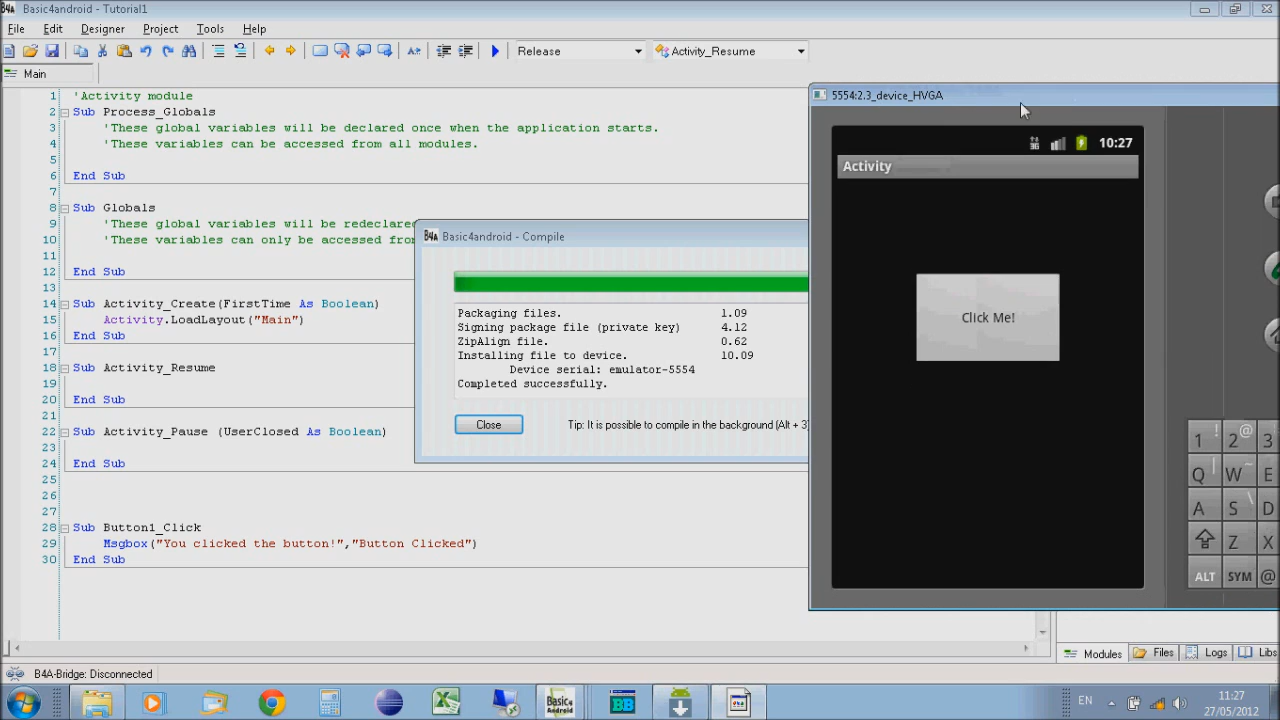 Basic4android - Tutorial1
File Edit Designer Project Tools Help
Release Activity_Resume
Main
1 'Activity module
2 Sub Process_Globals
3 'These global variables will be declared once when the application starts.
4 'These variables can be accessed from all modules.
5
6 End Sub
7
8 Sub Globals
9 'These global variables will be redeclared
10 'These variables can only be accessed from
11
12 End Sub
13
14 Sub Activity_Create(FirstTime As Boolean)
15 Activity.LoadLayout("Main")
16 End Sub
17
18 Sub Activity_Resume
19
20 End Sub
21
22 Sub Activity_Pause (UserClosed As Boolean)
23
24 End Sub
25
26
27
28 Sub Button1_Click
29 Msgbox("You clicked the button!","Button Clicked")
30 End Sub
B4A Basic4android - Compile
Packaging files. 1.09
Signing package file (private key) 4.12
ZipAlign file. 0.62
Installing file to device. 10.09
Device serial: emulator-5554
Completed successfully.
Close Tip: It is possible to compile in the background (Alt + 3)
5554:2.3_device_HVGA
3G 10:27
Activity
Click Me!
1 ! 2 @ 3
Q | W ~ E
A S \ D
Z X
ALT SYM @
Modules Files Logs Libs
B4A-Bridge: Disconnected
Basic4 Android BB EN 11:27
27/05/2012